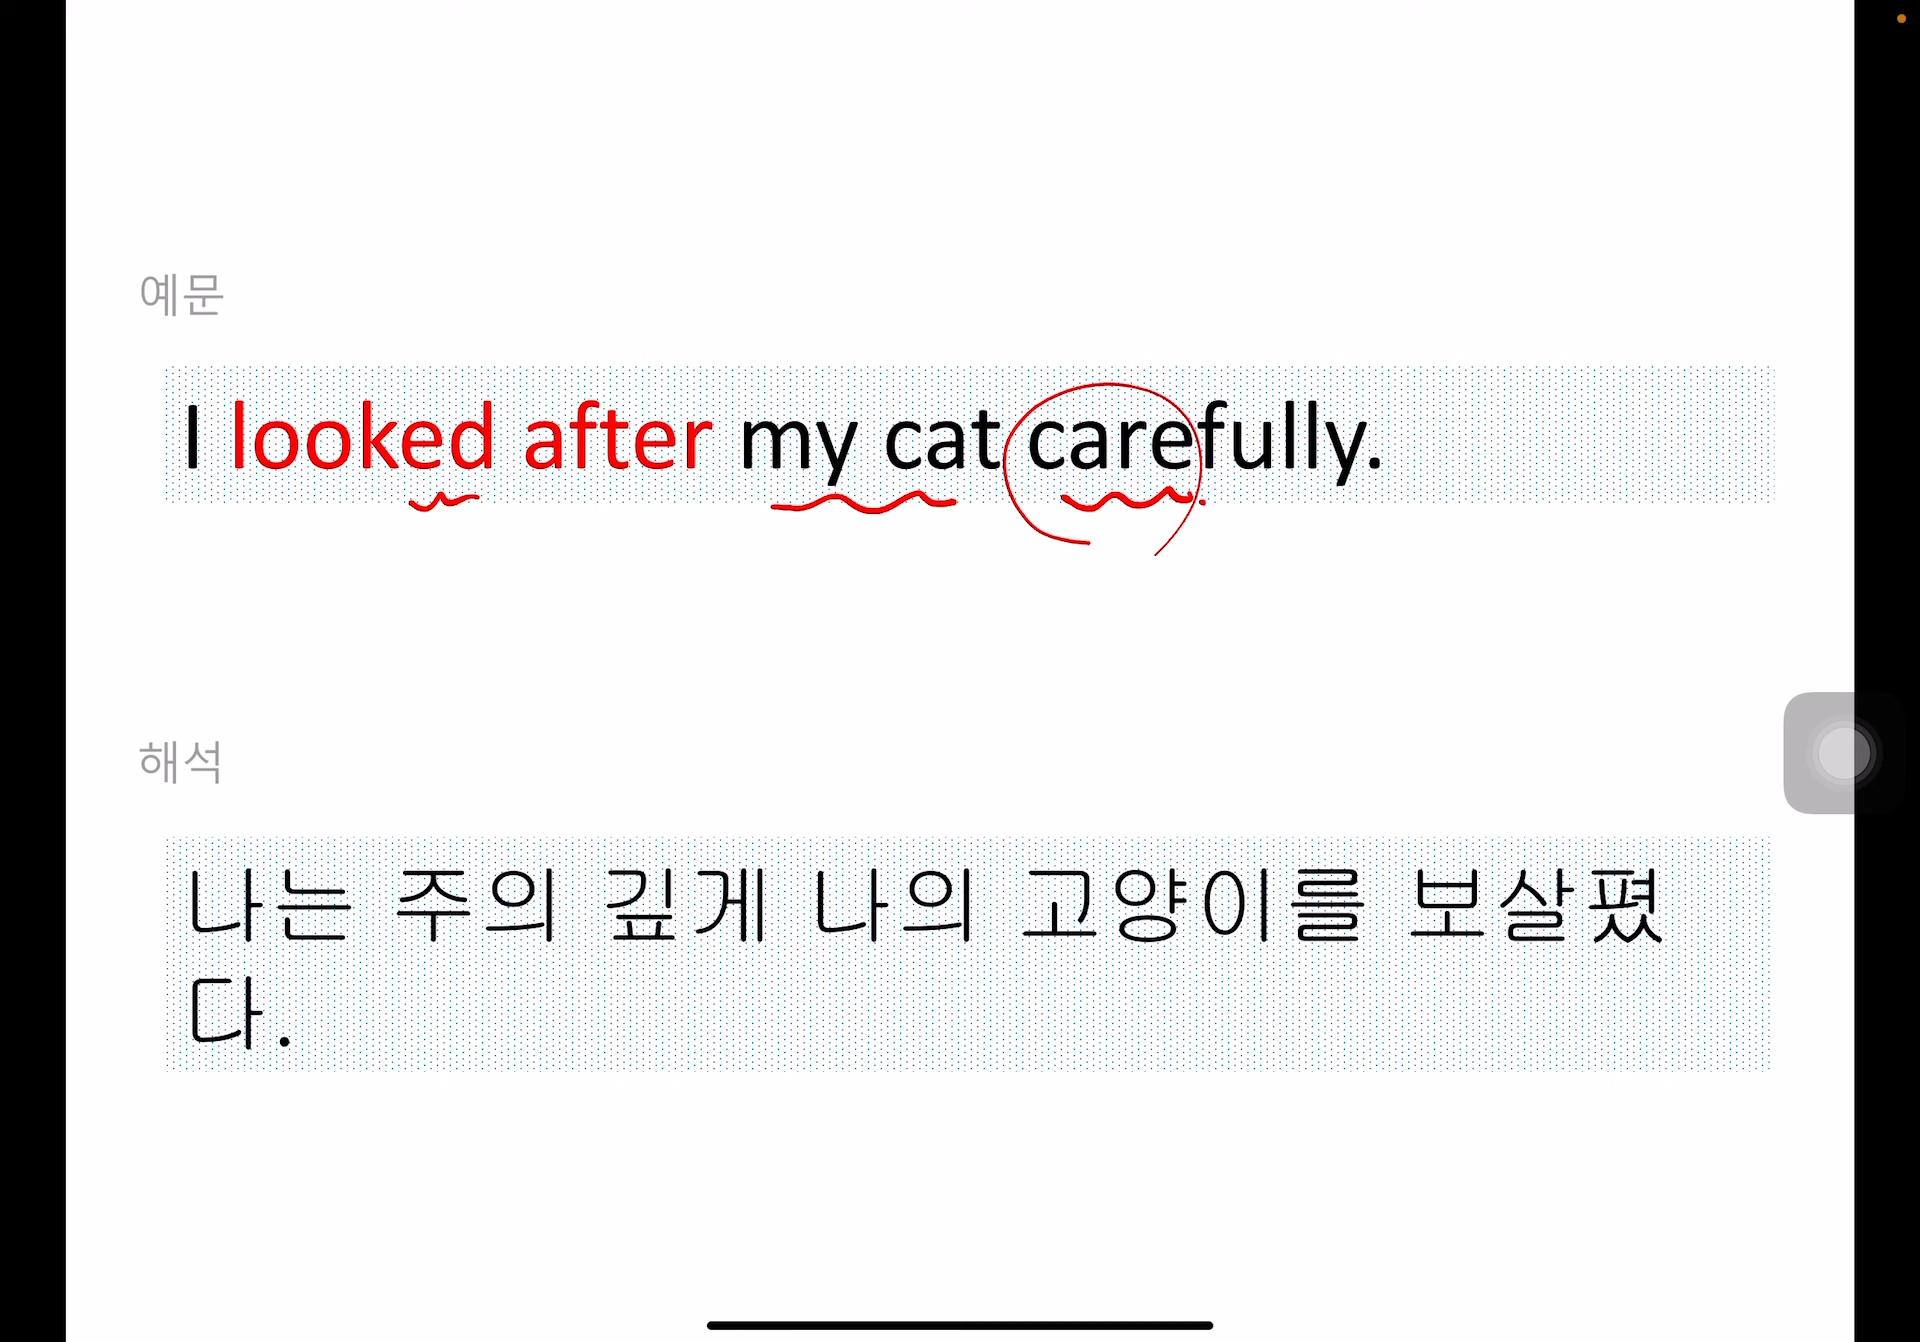 예문
I looked after my cat carefully.
해석
나는 주의 깊게 나의 고양이를 보살폈
다.